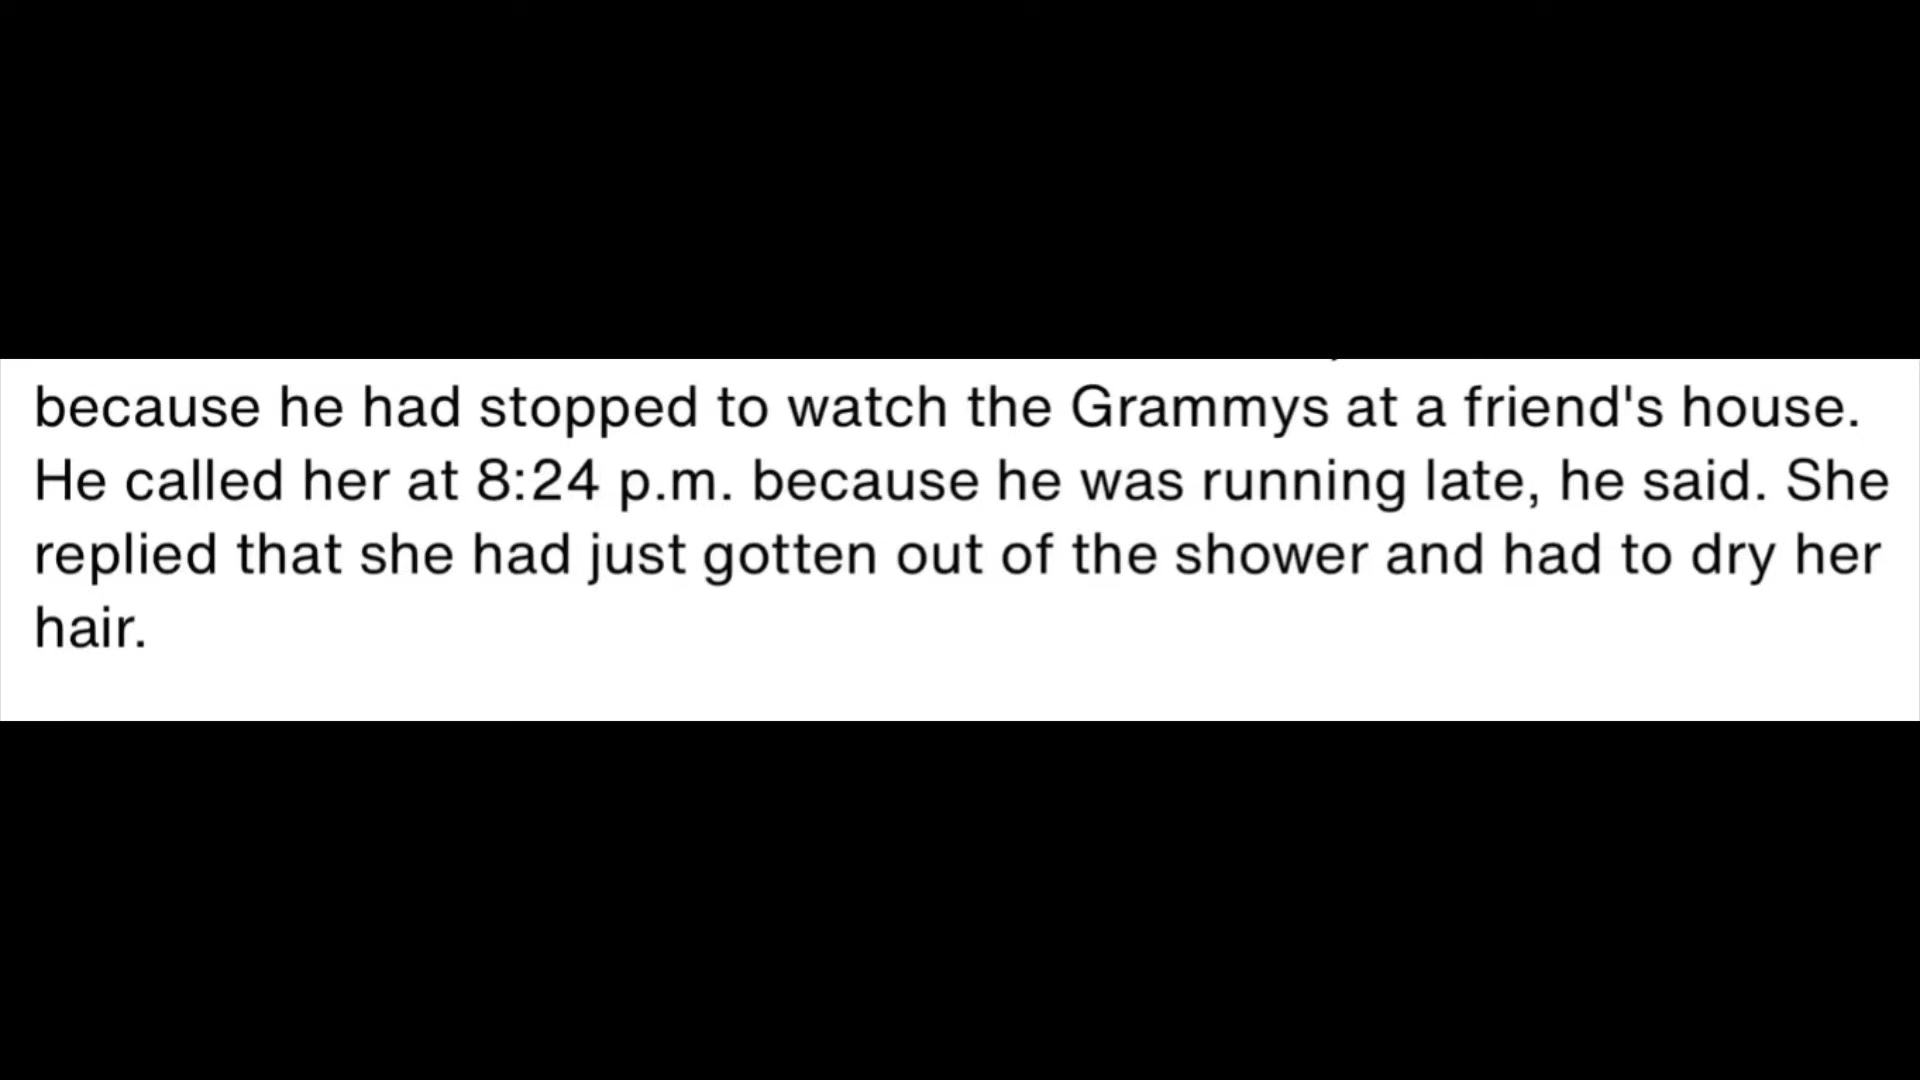 because he had stopped to watch the Grammys at a friend's house.
He called her at 8:24 p.m. because he was running late, he said. She
replied that she had just gotten out of the shower and had to dry her
hair.